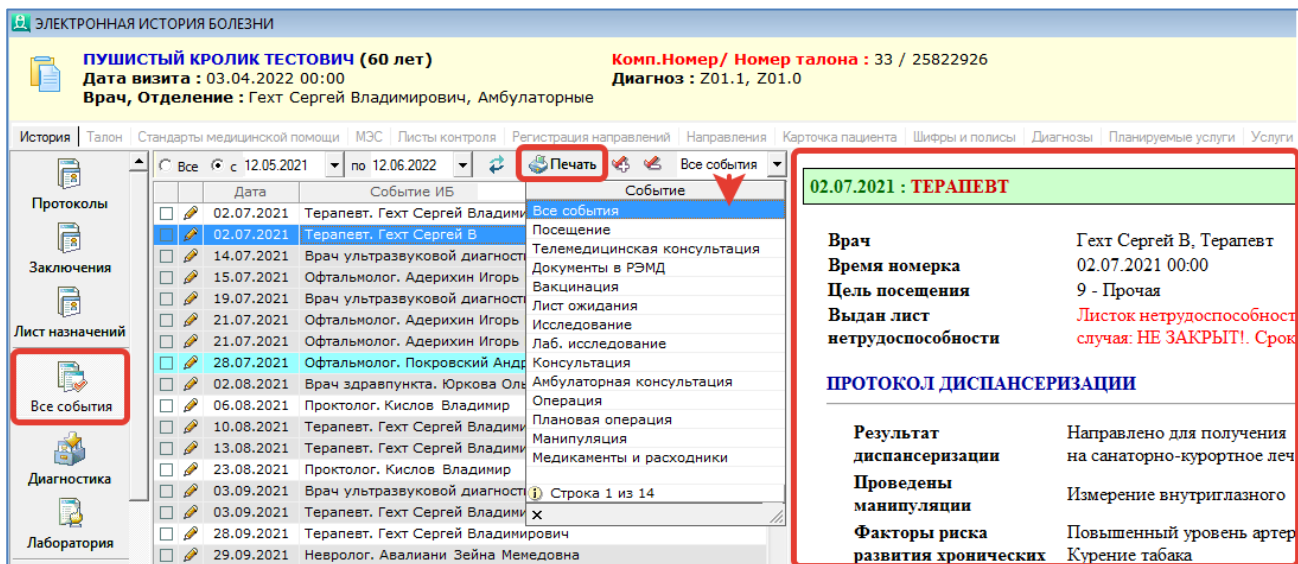 ЭЛЕКТРОННАЯ ИСТОРИЯ БОЛЕЗНИ
ПУШИСТЫЙ КРОЛИК ТЕСТОВИЧ (60 лет)
Комп.Номер/ Номер талона : 33 / 25822926
Дата визита : 03.04.2022 00:00
Диагноз : Z01.1, Z01.0
Врач, Отделение : Гехт Сергей Владимирович, Амбулаторные
История Талон Стандарты медицинской помощи МЭС Листы контроля Регистрация направлений Направления Карточка пациента Шифры и полисы Диагнозы Планируемые услуги Услуги
Протоколы
Заключения
Лист назначений
Все события
Диагностика
Лаборатория
Все с 12.05.2021 по 12.06.2022 Печать Все события
Дата Событие ИБ
02.07.2021 Терапевт. Гехт Сергей Владими
02.07.2021 Терапевт. Гехт Сергей В
14.07.2021 Врач ультразвуковой диагност
15.07.2021 Офтальмолог. Адерихин Игорь
19.07.2021 Врач ультразвуковой диагност
21.07.2021 Офтальмолог. Адерихин Игорь
21.07.2021 Офтальмолог. Адерихин Игорь
28.07.2021 Офтальмолог. Покровский Андр
02.08.2021 Врач здравпункта. Юркова Оль
06.08.2021 Проктолог. Кислов Владимир
10.08.2021 Терапевт. Гехт Сергей Владими
13.08.2021 Терапевт. Гехт Сергей Владими
23.08.2021 Проктолог. Кислов Владимир
03.09.2021 Врач ультразвуковой диагност
03.09.2021 Терапевт. Гехт Сергей Владими
28.09.2021 Терапевт. Гехт Сергей Владимирович
29.09.2021 Невролог. Авалиани Зейна Мемедовна
Событие
Все события
Посещение
Телемедицинская консультация
Документы в РЭМД
Вакцинация
Лист ожидания
Исследование
Лаб. исследование
Консультация
Амбулаторная консультация
Операция
Плановая операция
Манипуляция
Медикаменты и расходники
Строка 1 из 14
02.07.2021 : ТЕРАПЕВТ
Врач Гехт Сергей В, Терапевт
Время номерка 02.07.2021 00:00
Цель посещения 9 - Прочая
Выдан лист Листок нетрудоспособност
нетрудоспособности случая: НЕ ЗАКРЫТ!. Срок
ПРОТОКОЛ ДИСПАНСЕРИЗАЦИИ
Результат Направлено для получения
диспансеризации на санаторно-курортное леч
Проведены
манипуляции Измерение внутриглазного
Факторы риска Повышенный уровень артер
развития хронических Курение табака